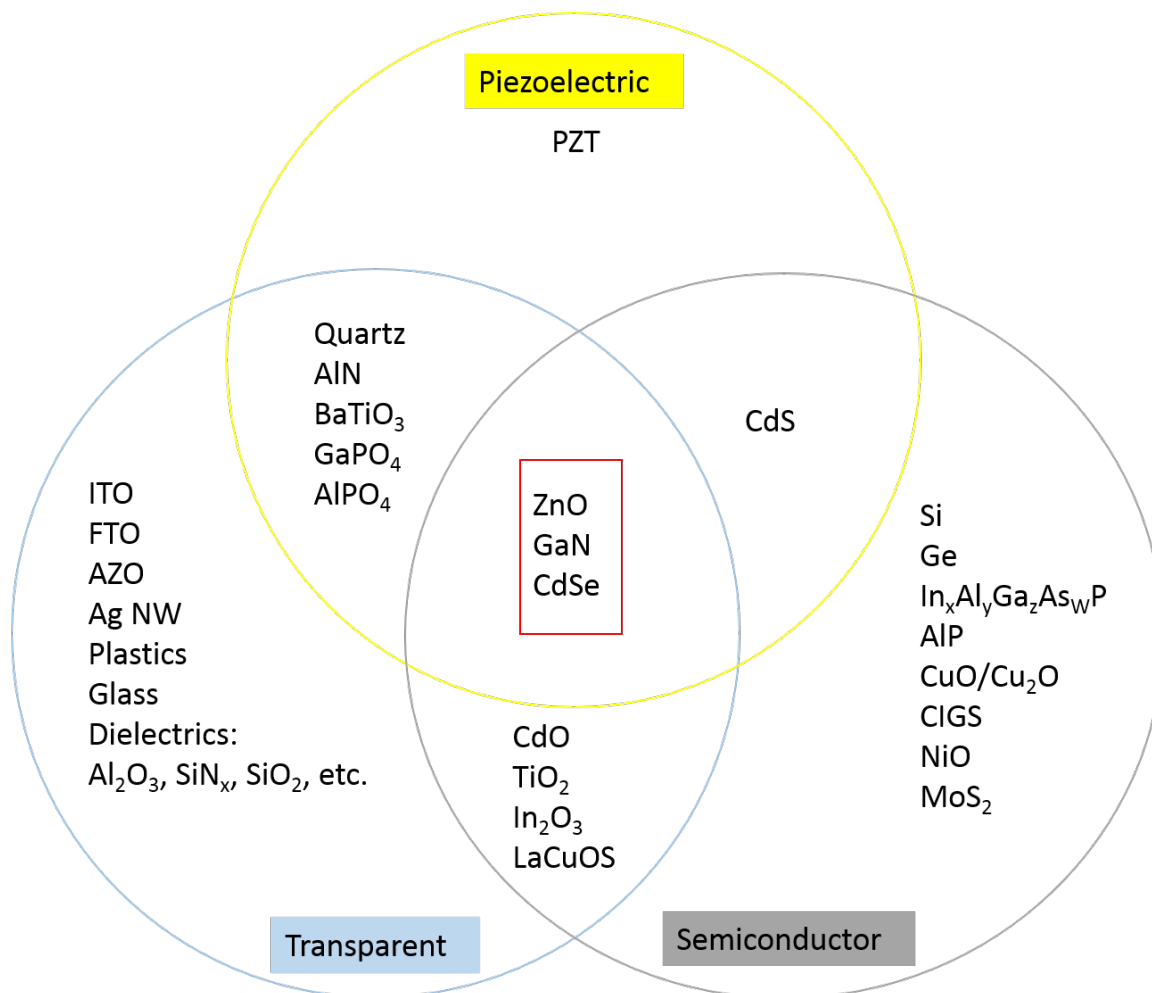 Piezoelectric
PZT
Quartz
AlN
BaTiO₃
GaPO₄
AlPO₄
CdS
ZnO
GaN
CdSe
ITO
FTO
AZO
Ag NW
Plastics
Glass
Dielectrics:
Al₂O₃, SiNₓ, SiO₂, etc.
Si
Ge
InₓAlyGazAsWP
AlP
CuO/Cu₂O
CIGS
NiO
MoS₂
CdO
TiO₂
In₂O₃
LaCuOS
Transparent
Semiconductor